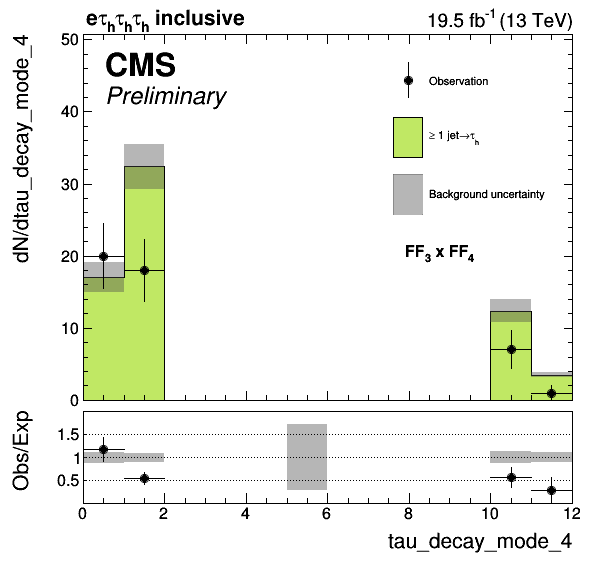 eτhτhτh inclusive
19.5 fb-1 (13 TeV)
CMS
Preliminary
Observation
≥ 1 jet→τh
Background uncertainty
FF3 x FF4
dN/dtau_decay_mode_4
50
40
30
20
10
0
Obs/Exp
1.5
1
0.5
0 2 4 6 8 10 12
tau_decay_mode_4